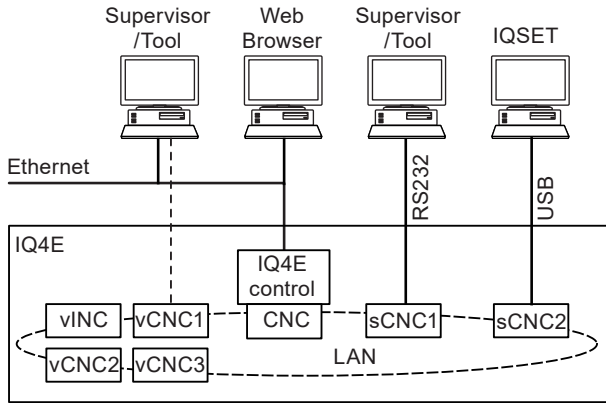 Supervisor
/Tool
Web
Browser
Supervisor
/Tool
IQSET
Ethernet
RS232
USB
IQ4E
IQ4E
control
vINC
vCNC1
CNC
sCNC1
sCNC2
vCNC2
vCNC3
LAN